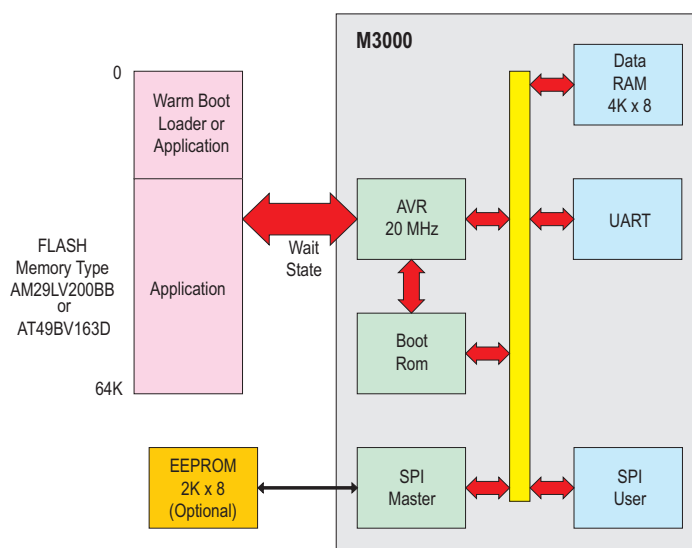 M3000
0
Warm Boot
Loader or
Application
Data
RAM
4K x 8
AVR
20 MHz
UART
Wait
State
FLASH
Memory Type
AM29LV200BB
or
AT49BV163D
Application
Boot
Rom
64K
EEPROM
2K x 8
(Optional)
SPI
Master
SPI
User